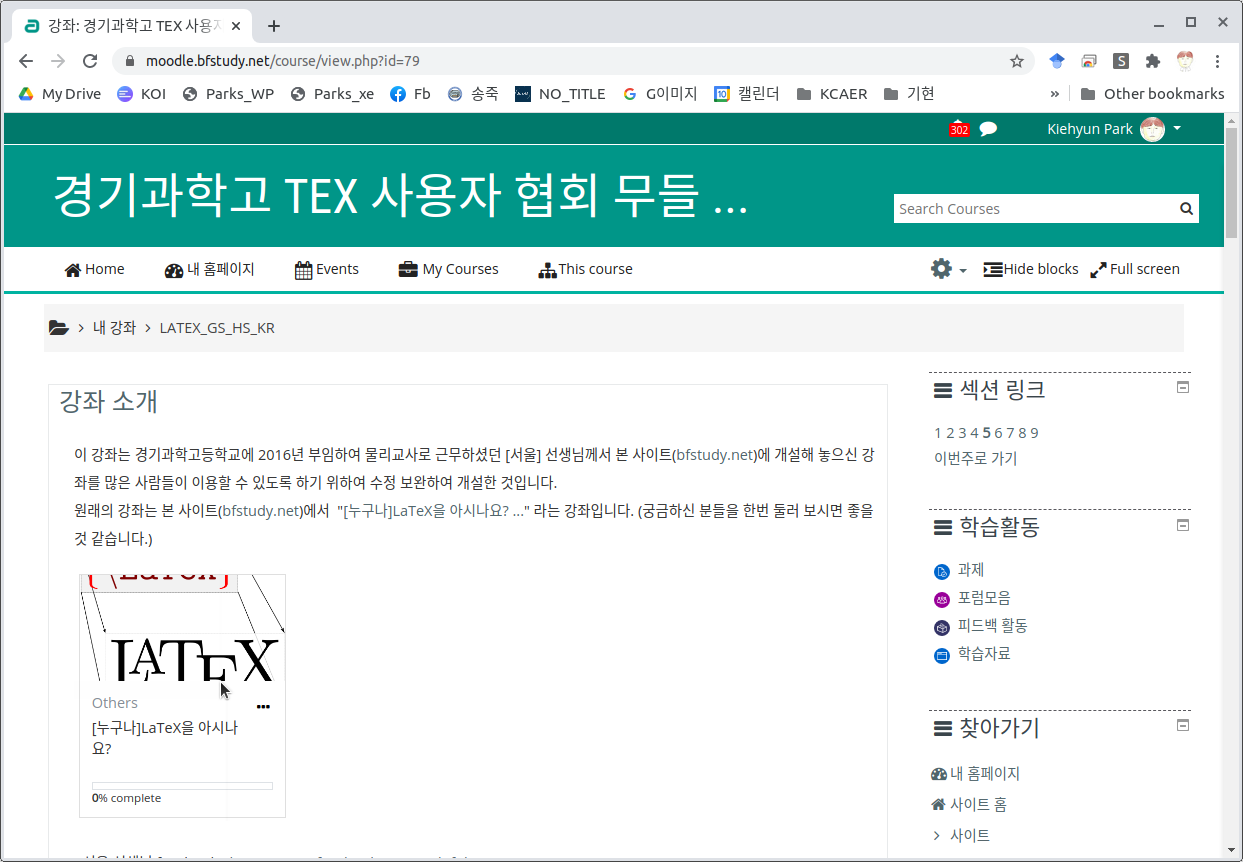 강좌: 경기과학고 TEX 사용자
moodle.bfstudy.net/course/view.php?id=79
S
My Drive KOI Parks_WP Parks_xe Fb 송죽 NO_TITLE G이미지 10 캘린더 KCAER 기현 » Other bookmarks
302 Kiehyun Park
경기과학고 TEX 사용자 협회 무들 ...
Search Courses
Home 내 홈페이지 Events My Courses This course Hide blocks Full screen
내 강좌 LATEX_GS_HS_KR
강좌 소개
이 강좌는 경기과학고등학교에 2016년 부임하여 물리교사로 근무하셨던 [서울] 선생님께서 본 사이트(bfstudy.net)에 개설해 놓으신 강
좌를 많은 사람들이 이용할 수 있도록 하기 위하여 수정 보완하여 개설한 것입니다.
원래의 강좌는 본 사이트(bfstudy.net)에서 "[누구나]LaTeX을 아시나요? ..." 라는 강좌입니다. (궁금하신 분들을 한번 둘러 보시면 좋을
것 같습니다.)
LATEX
Others
[누구나]LaTeX을 아시나
요?
0% complete
섹션 링크
1 2 3 4 5 6 7 8 9
이번주로 가기
학습활동
과제
포럼모음
피드백 활동
학습자료
찾아가기
내 홈페이지
사이트 홈
사이트